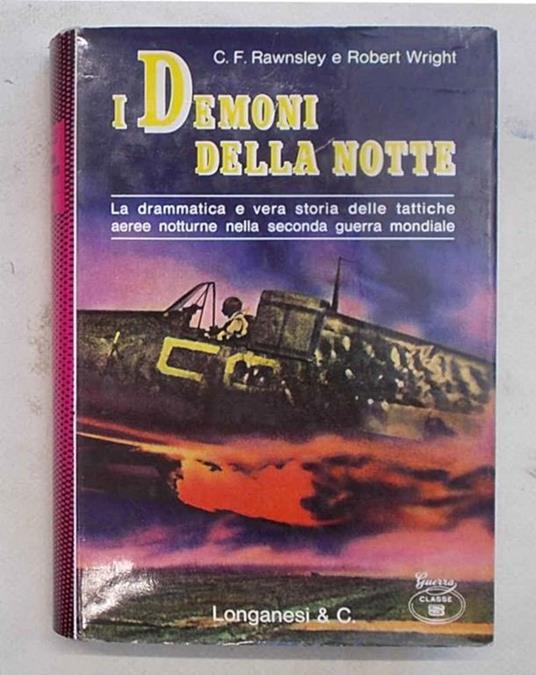 C. F. Rawnsley e Robert Wright
I DEMONI
DELLA NOTTE
La drammatica e vera storia delle tattiche
aeree notturne nella seconda guerra mondiale
Longanesi & C.
Guerra
CLASSE